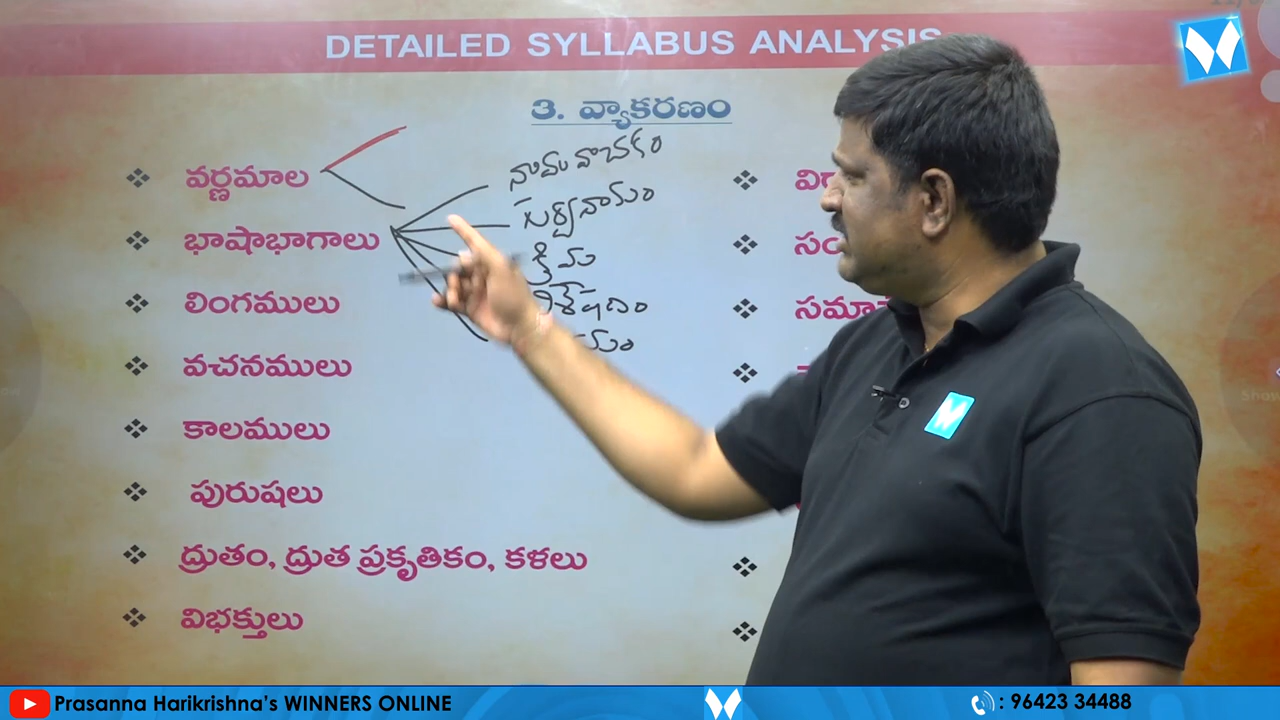 DETAILED SYLLABUS ANALYSIS
3. వ్యాకరణం
వర్ణమాల
భాషాభాగాలు
లింగములు
వచనములు
కాలములు
పురుషలు
ద్రుతం, ద్రుత ప్రకృతికం, కళలు
విభక్తులు
నామవాచకం
సర్వనామం
క్రియ
Prasanna Harikrishna's WINNERS ONLINE
: 96423 34488